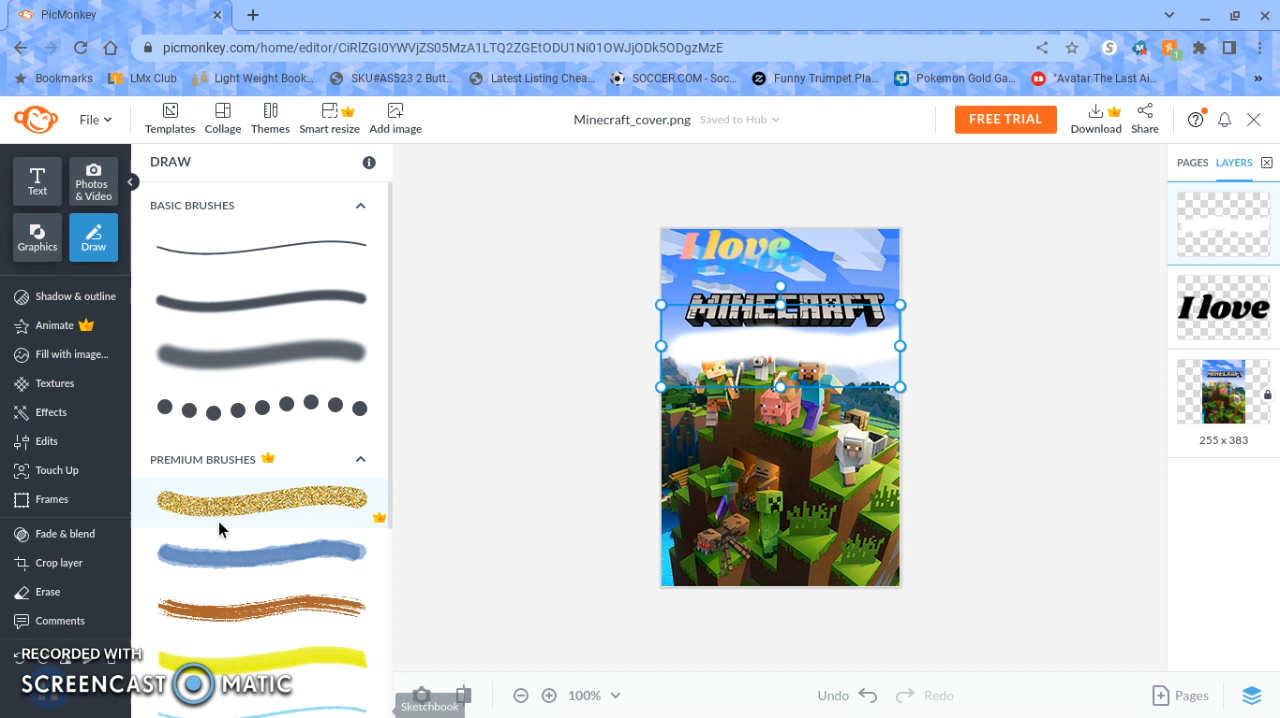 PicMonkey
picmonkey.com/home/editor/CiRlZGI0YWVjZS05MzA1LTQ2ZGEtODU1Ni01OWJjODk5ODgzMzE
Bookmarks LMx Club Light Weight Book... SKU#AS523 2 Butt... Latest Listing Chea... SOCCER.COM - Soc... Funny Trumpet Pla... Pokemon Gold Ga... "Avatar The Last Ai... »
File Templates Collage Themes Smart resize Add image Minecraft_cover.png Saved to Hub FREE TRIAL Download Share
DRAW
PAGES LAYERS
Text Photos & Video
Graphics Draw
BASIC BRUSHES
I love
MINECRAFT
I love
Shadow & outline
Animate
Fill with image...
Textures
Effects
Edits
255 x 383
PREMIUM BRUSHES
Touch Up
Frames
Fade & blend
Crop layer
Erase
Comments
RECORDED WITH
SCREENCAST MATIC
Sketchbook
100%
Undo Redo
Pages